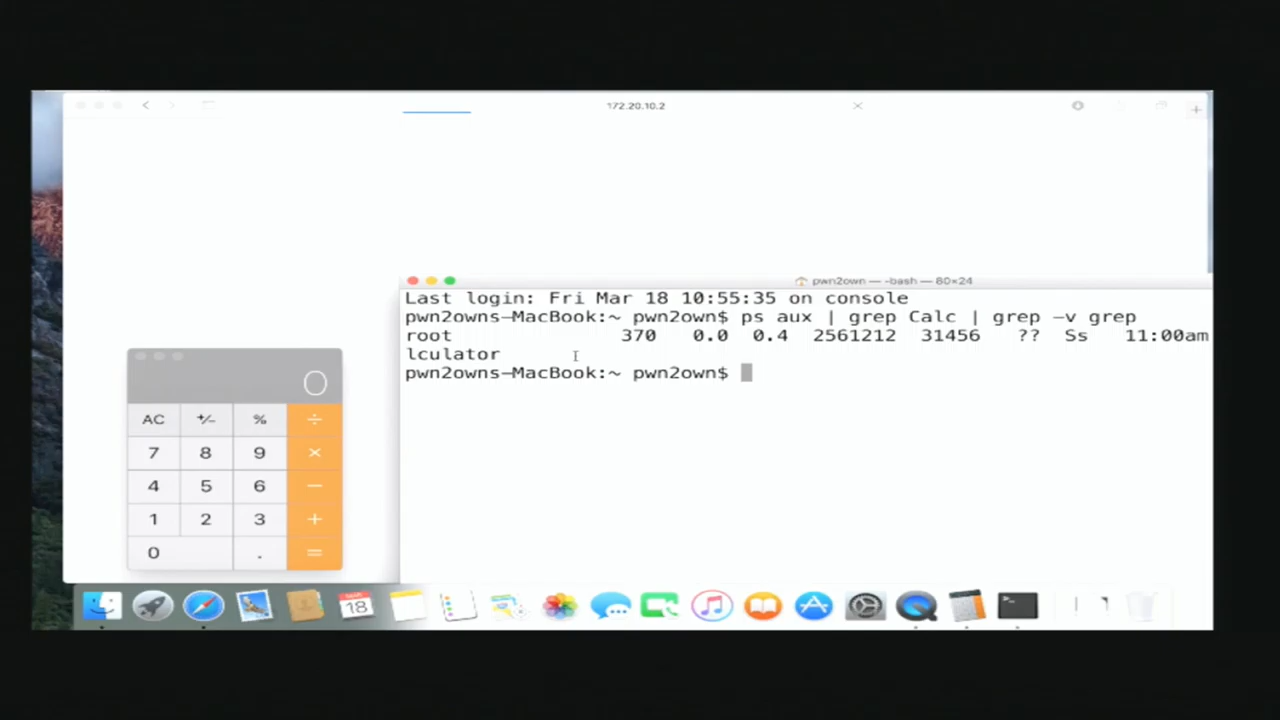 172.20.10.2
pwn2own — -bash — 80×24
Last login: Fri Mar 18 10:55:35 on console
pwn2owns-MacBook:~ pwn2own$ ps aux | grep Calc | grep -v grep
root 370 0.0 0.4 2561212 31456 ?? Ss 11:00am
lculator
pwn2owns-MacBook:~ pwn2own$
0
AC +/- % ÷
7 8 9 ×
4 5 6 −
1 2 3 +
0 . =
MAR
18
>_